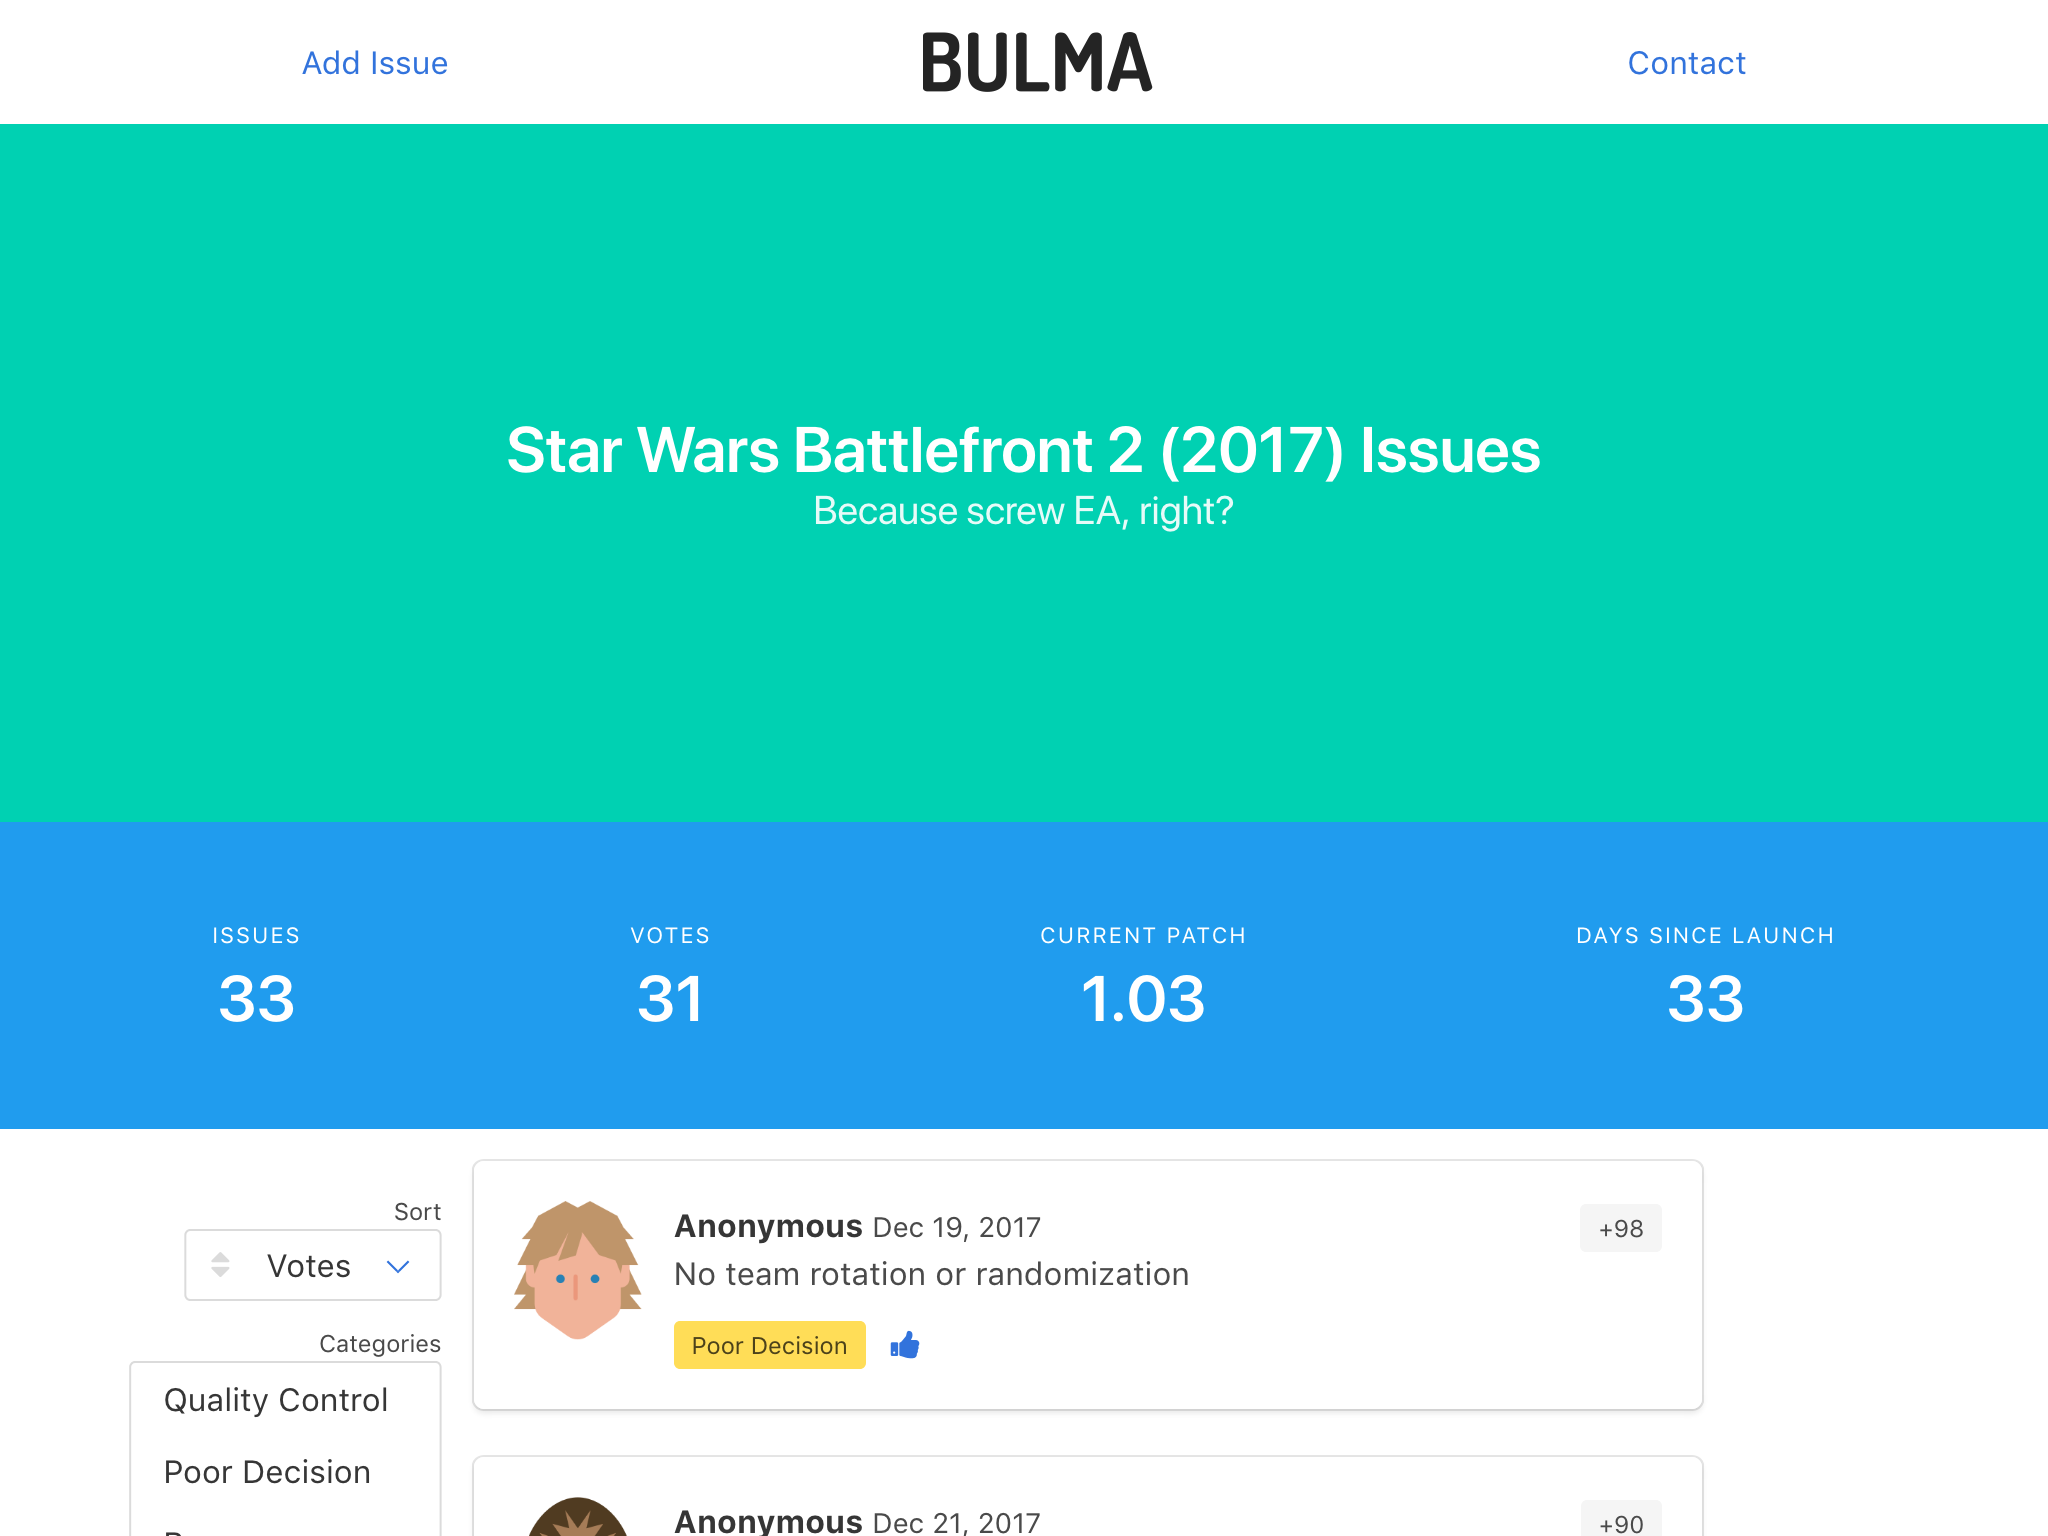 Add Issue
BULMA
Contact
Star Wars Battlefront 2 (2017) Issues
Because screw EA, right?
ISSUES
33
VOTES
31
CURRENT PATCH
1.03
DAYS SINCE LAUNCH
33
Sort
Votes
Categories
Quality Control
Poor Decision
Anonymous Dec 19, 2017
+98
No team rotation or randomization
Poor Decision
Anonymous Dec 21, 2017
+90